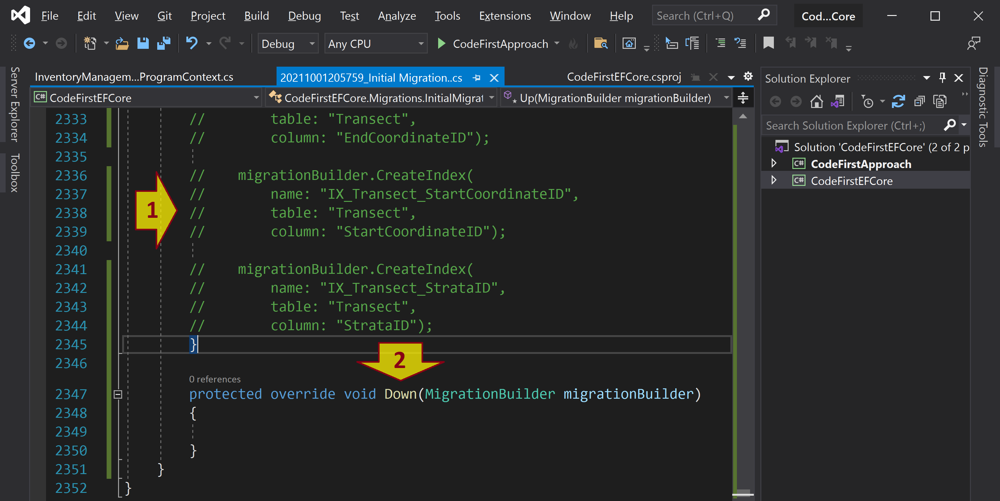 File Edit View Git Project Build Debug Test Analyze Tools Extensions Window Help Search (Ctrl+Q) Cod...Core
Debug Any CPU CodeFirstApproach
Server Explorer
Toolbox
InventoryManagem...ProgramContext.cs 20211001205759_Initial Migration..cs CodeFirstEFCore.csproj
C# CodeFirstEFCore CodeFirstEFCore.Migrations.InitialMigrat Up(MigrationBuilder migrationBuilder)
2333 // table: "Transect",
2334 // column: "EndCoordinateID");
2335
2336 // migrationBuilder.CreateIndex(
2337 // name: "IX_Transect_StartCoordinateID",
1
2338 // table: "Transect",
2339 // column: "StartCoordinateID");
2340
2341 // migrationBuilder.CreateIndex(
2342 // name: "IX_Transect_StrataID",
2343 // table: "Transect",
2344 // column: "StrataID");
2345 }
2
2346
0 references
2347 protected override void Down(MigrationBuilder migrationBuilder)
2348 {
2349
2350 }
2351 }
2352 }
Solution Explorer
Search Solution Explorer (Ctrl+;)
Solution 'CodeFirstEFCore' (2 of 2 p
C# CodeFirstApproach
C# CodeFirstEFCore
Diagnostic Tools